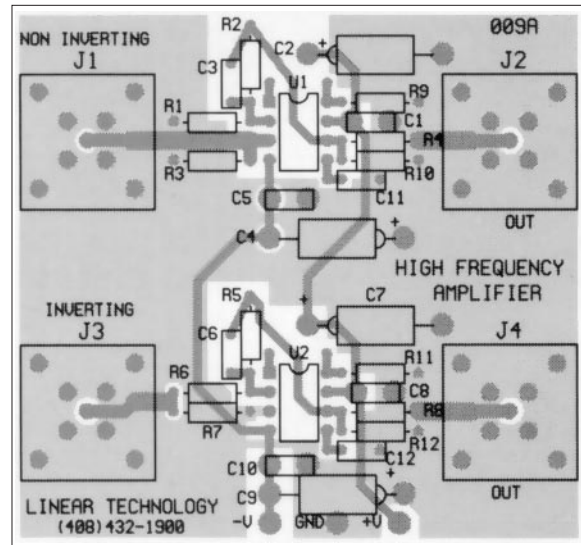 R2
009A
NON INVERTING
J1
C2
+
J2
C3
U1
R9
R1
C1
R4
R3
R10
C5
C11
OUT
C4
+
HIGH FREQUENCY
AMPLIFIER
INVERTING
J3
R5
+
C7
J4
C6
U2
R11
R6
C8
R8
R7
R12
C10
C12
OUT
C9
+
LINEAR TECHNOLOGY
(408)432-1900
-V
GND
+V